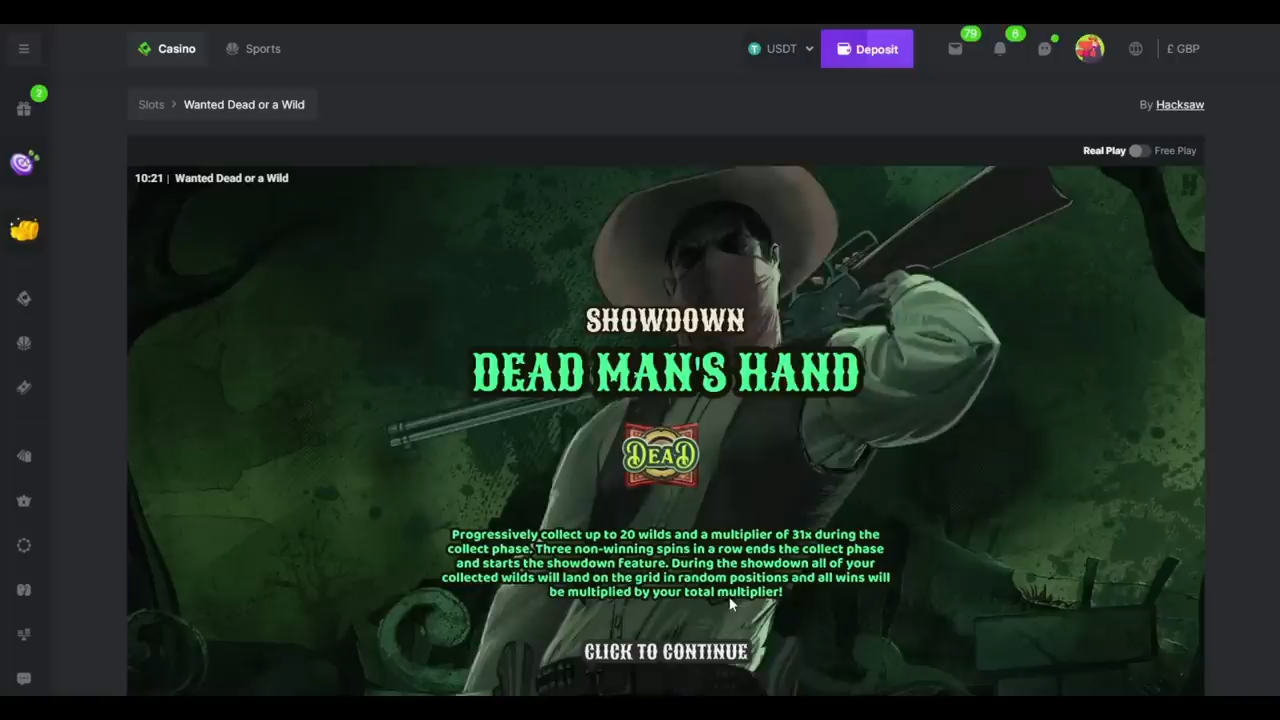 Casino
Sports
USDT
Deposit
79
6
£ GBP
2
Slots > Wanted Dead or a Wild
By Hacksaw
Real Play
Free Play
10:21 | Wanted Dead or a Wild
SHOWDOWN
DEAD MAN'S HAND
DEAD
Progressively collect up to 20 wilds and a multiplier of 31x during the
collect phase. Three non-winning spins in a row ends the collect phase
and starts the showdown feature. During the showdown all of your
collected wilds will land on the grid in random positions and all wins will
be multiplied by your total multiplier!
CLICK TO CONTINUE